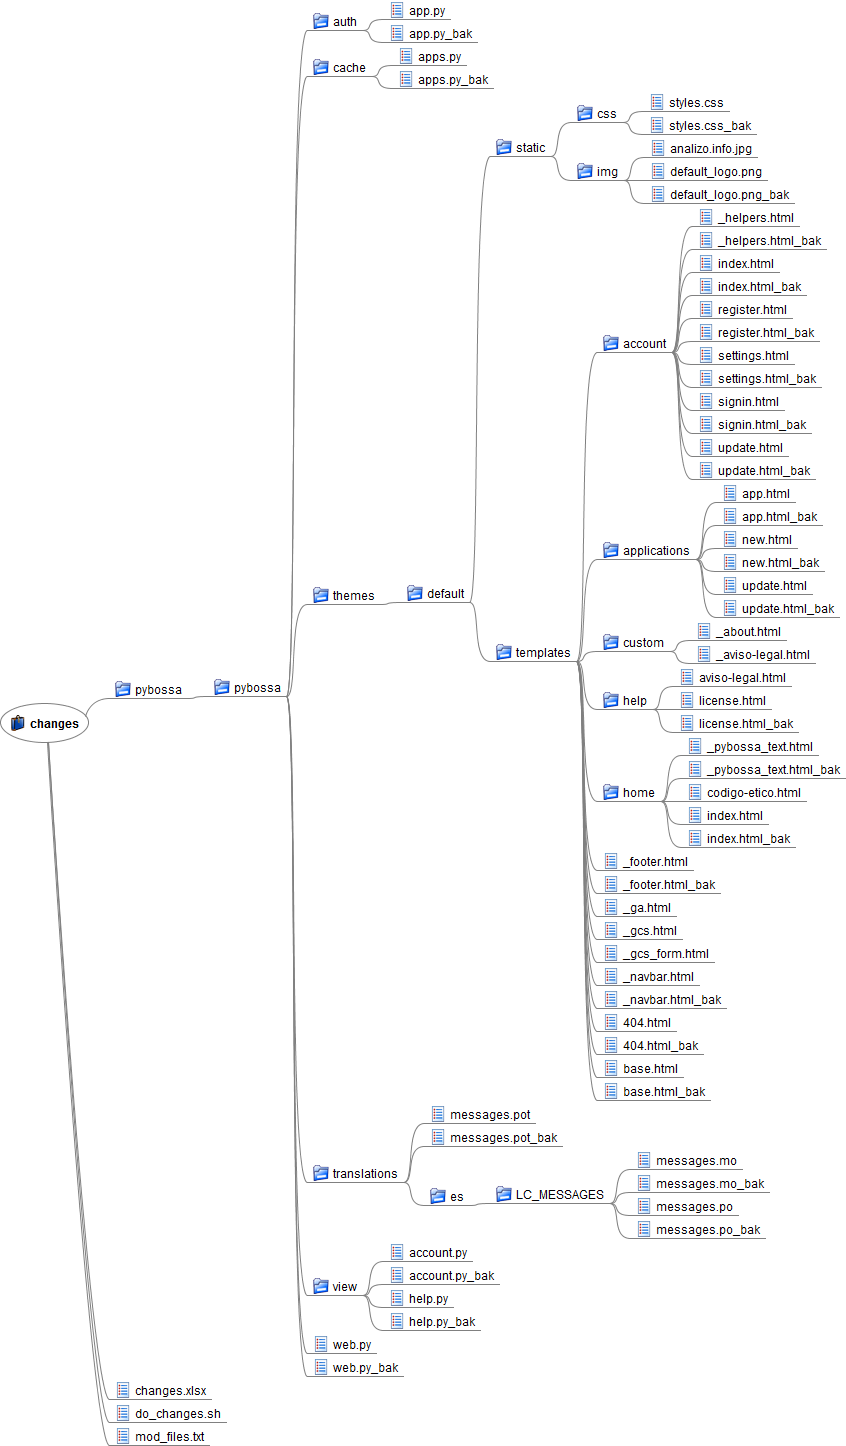 auth
app.py
app.py_bak
cache
apps.py
apps.py_bak
static
css
styles.css
styles.css_bak
img
analizo.info.jpg
default_logo.png
default_logo.png_bak
account
_helpers.html
_helpers.html_bak
index.html
index.html_bak
register.html
register.html_bak
settings.html
settings.html_bak
signin.html
signin.html_bak
update.html
update.html_bak
applications
app.html
app.html_bak
new.html
new.html_bak
update.html
update.html_bak
themes
default
templates
custom
_about.html
_aviso-legal.html
help
aviso-legal.html
license.html
license.html_bak
changes
pybossa
pybossa
home
_pybossa_text.html
_pybossa_text.html_bak
codigo-etico.html
index.html
index.html_bak
_footer.html
_footer.html_bak
_ga.html
_gcs.html
_gcs_form.html
_navbar.html
_navbar.html_bak
404.html
404.html_bak
base.html
base.html_bak
translations
messages.pot
messages.pot_bak
es
LC_MESSAGES
messages.mo
messages.mo_bak
messages.po
messages.po_bak
view
account.py
account.py_bak
help.py
help.py_bak
web.py
web.py_bak
changes.xlsx
do_changes.sh
mod_files.txt